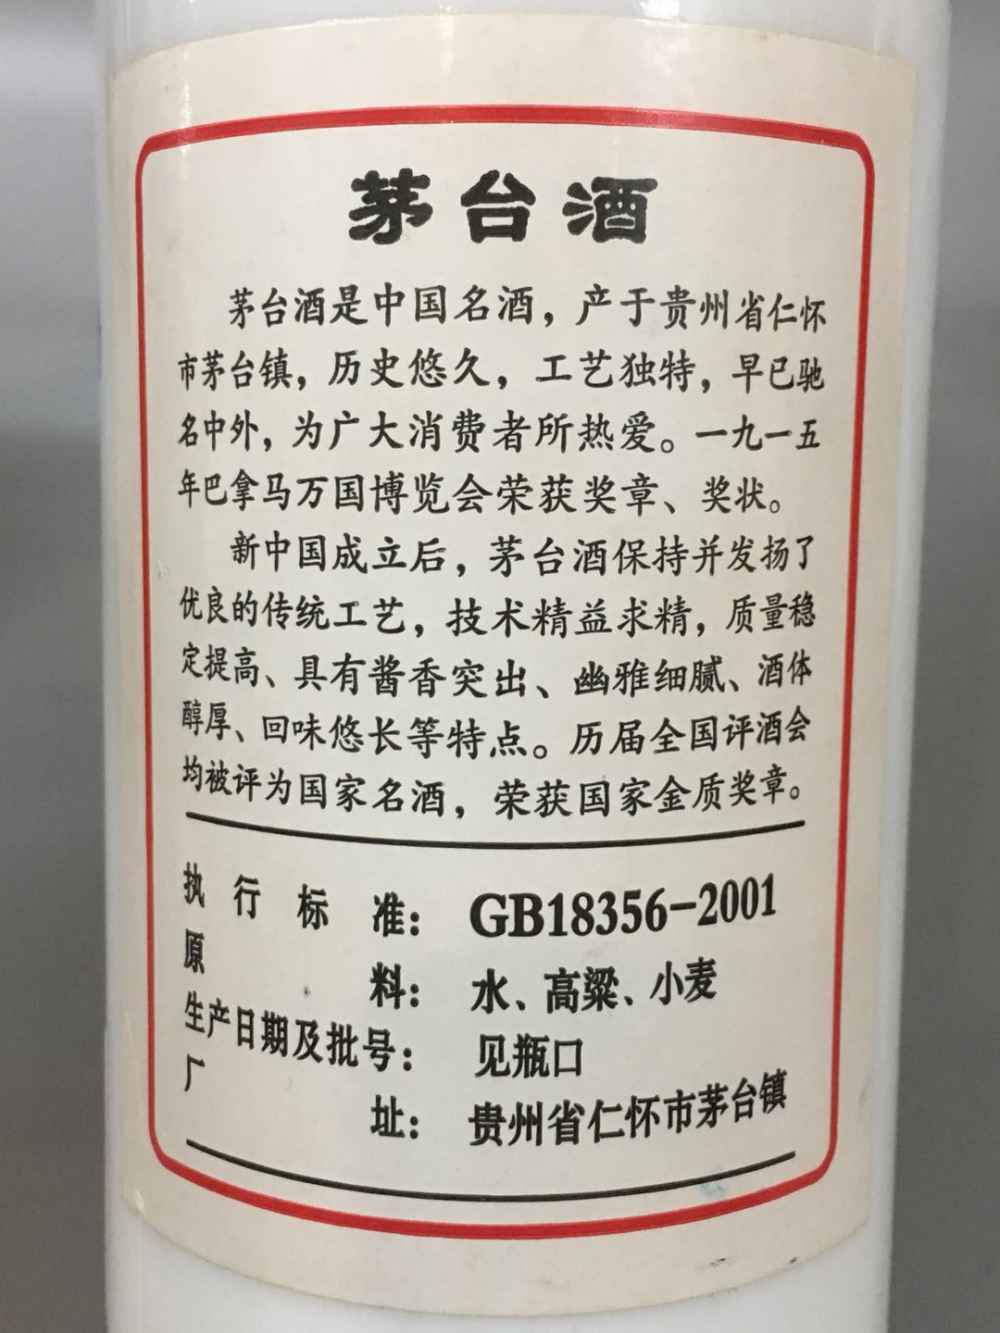 茅台酒
茅台酒是中国名酒，产于贵州省仁怀
市茅台镇，历史悠久，工艺独特，早已驰
名中外，为广大消费者所热爱。一九一五
年巴拿马万国博览会荣获奖章、奖状。
新中国成立后，茅台酒保持并发扬了
优良的传统工艺，技术精益求精，质量稳
定提高、具有酱香突出、幽雅细腻、酒体
醇厚、回味悠长等特点。历届全国评酒会
均被评为国家名酒，荣获国家金质奖章。
执行标准：GB18356-2001
原料：水、高粱、小麦
生产日期及批号：见瓶口
厂址：贵州省仁怀市茅台镇